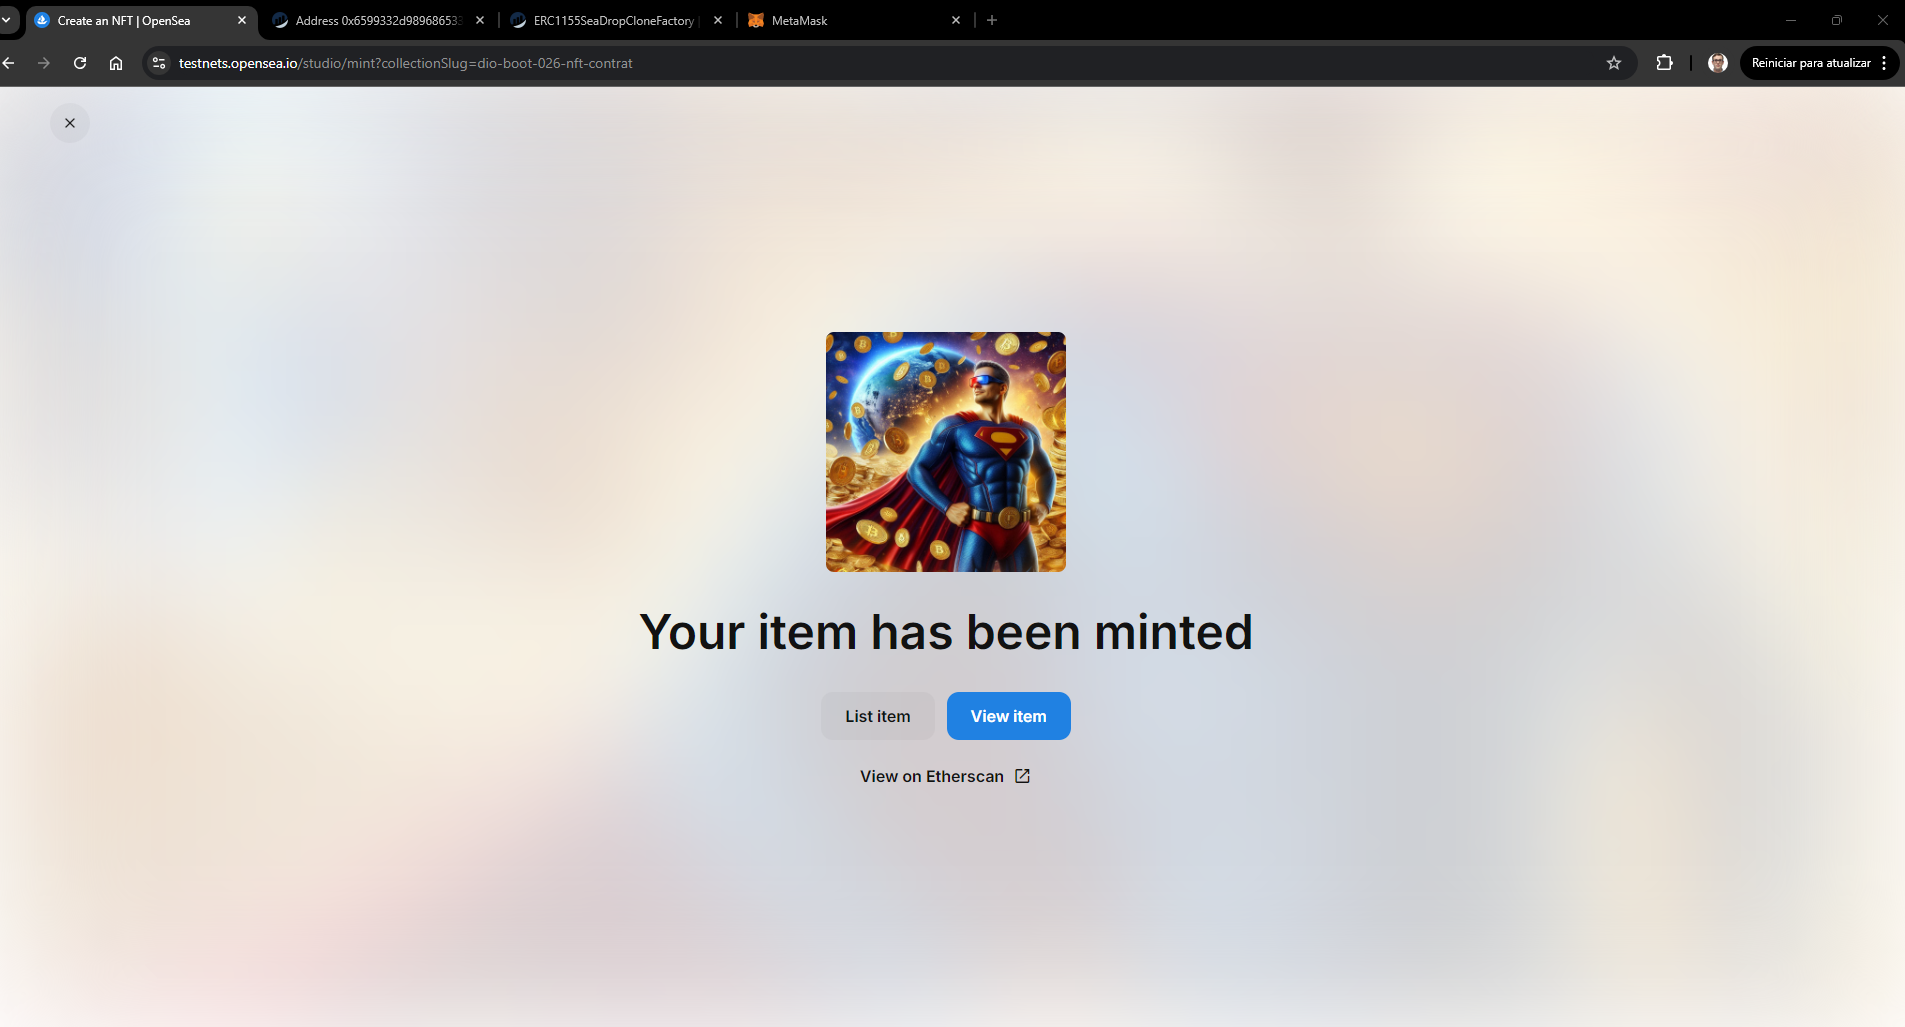 Create an NFT | OpenSea
Address 0x6599332d989686533
ERC1155SeaDropCloneFactory |
MetaMask
testnets.opensea.io/studio/mint?collectionSlug=dio-boot-026-nft-contrat
Reiniciar para atualizar
Your item has been minted
List item
View item
View on Etherscan